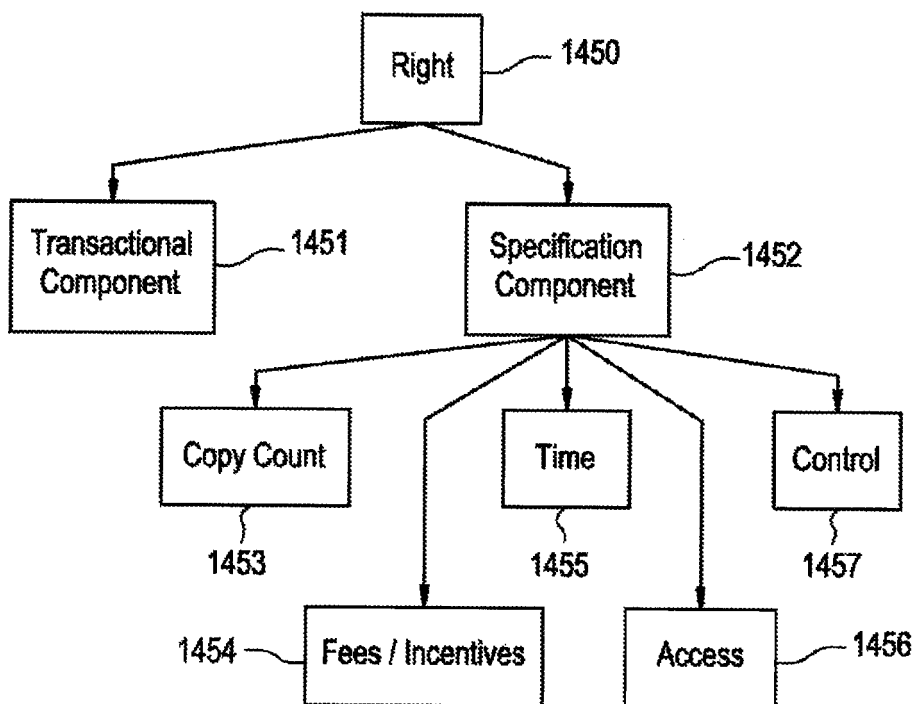 Right
1450
Transactional
Component
1451
Specification
Component
1452
Copy Count
1453
Time
1455
Control
1457
1454
Fees / Incentives
Access
1456